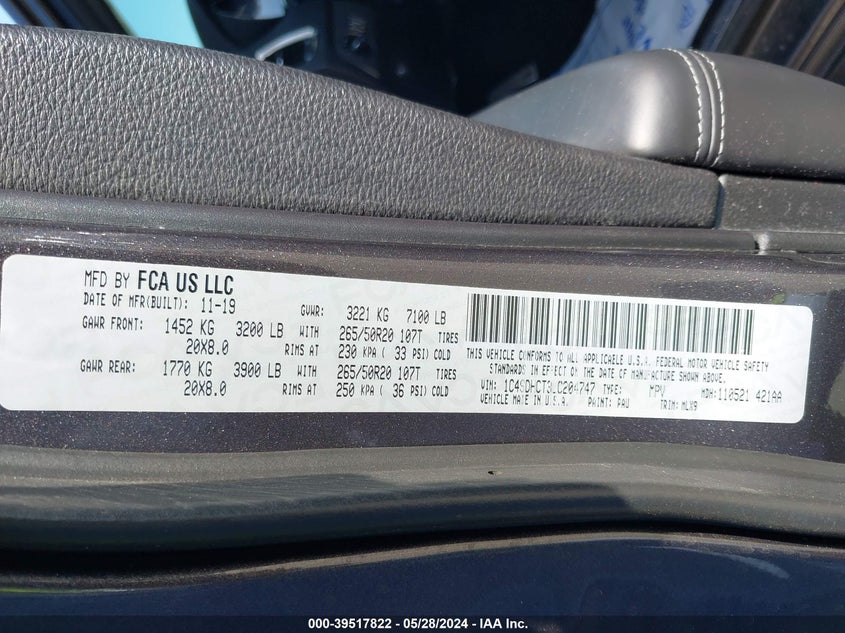 MFD BY FCA US LLC
DATE OF MFR(BUILT): 11-19 GVWR: 3221 KG 7100 LB
GAWR FRONT: 1452 KG 3200 LB WITH 265/50R20 107T TIRES
20X8.0 RIMS AT 230 KPA ( 33 PSI) COLD
GAWR REAR: 1770 KG 3900 LB WITH 265/50R20 107T TIRES
20X8.0 RIMS AT 250 KPA ( 36 PSI) COLD
THIS VEHICLE CONFORMS TO ALL APPLICABLE U.S.A. FEDERAL MOTOR VEHICLE SAFETY
STANDARDS IN EFFECT ON THE DATE OF MANUFACTURE SHOWN ABOVE.
VIN: TYPE: MPV MDH: 110521 421AA
VEHICLE MADE IN U.S.A. PAINT: PAU TRIM: MLX9
000-39517822 - 05/28/2024 - IAA Inc.